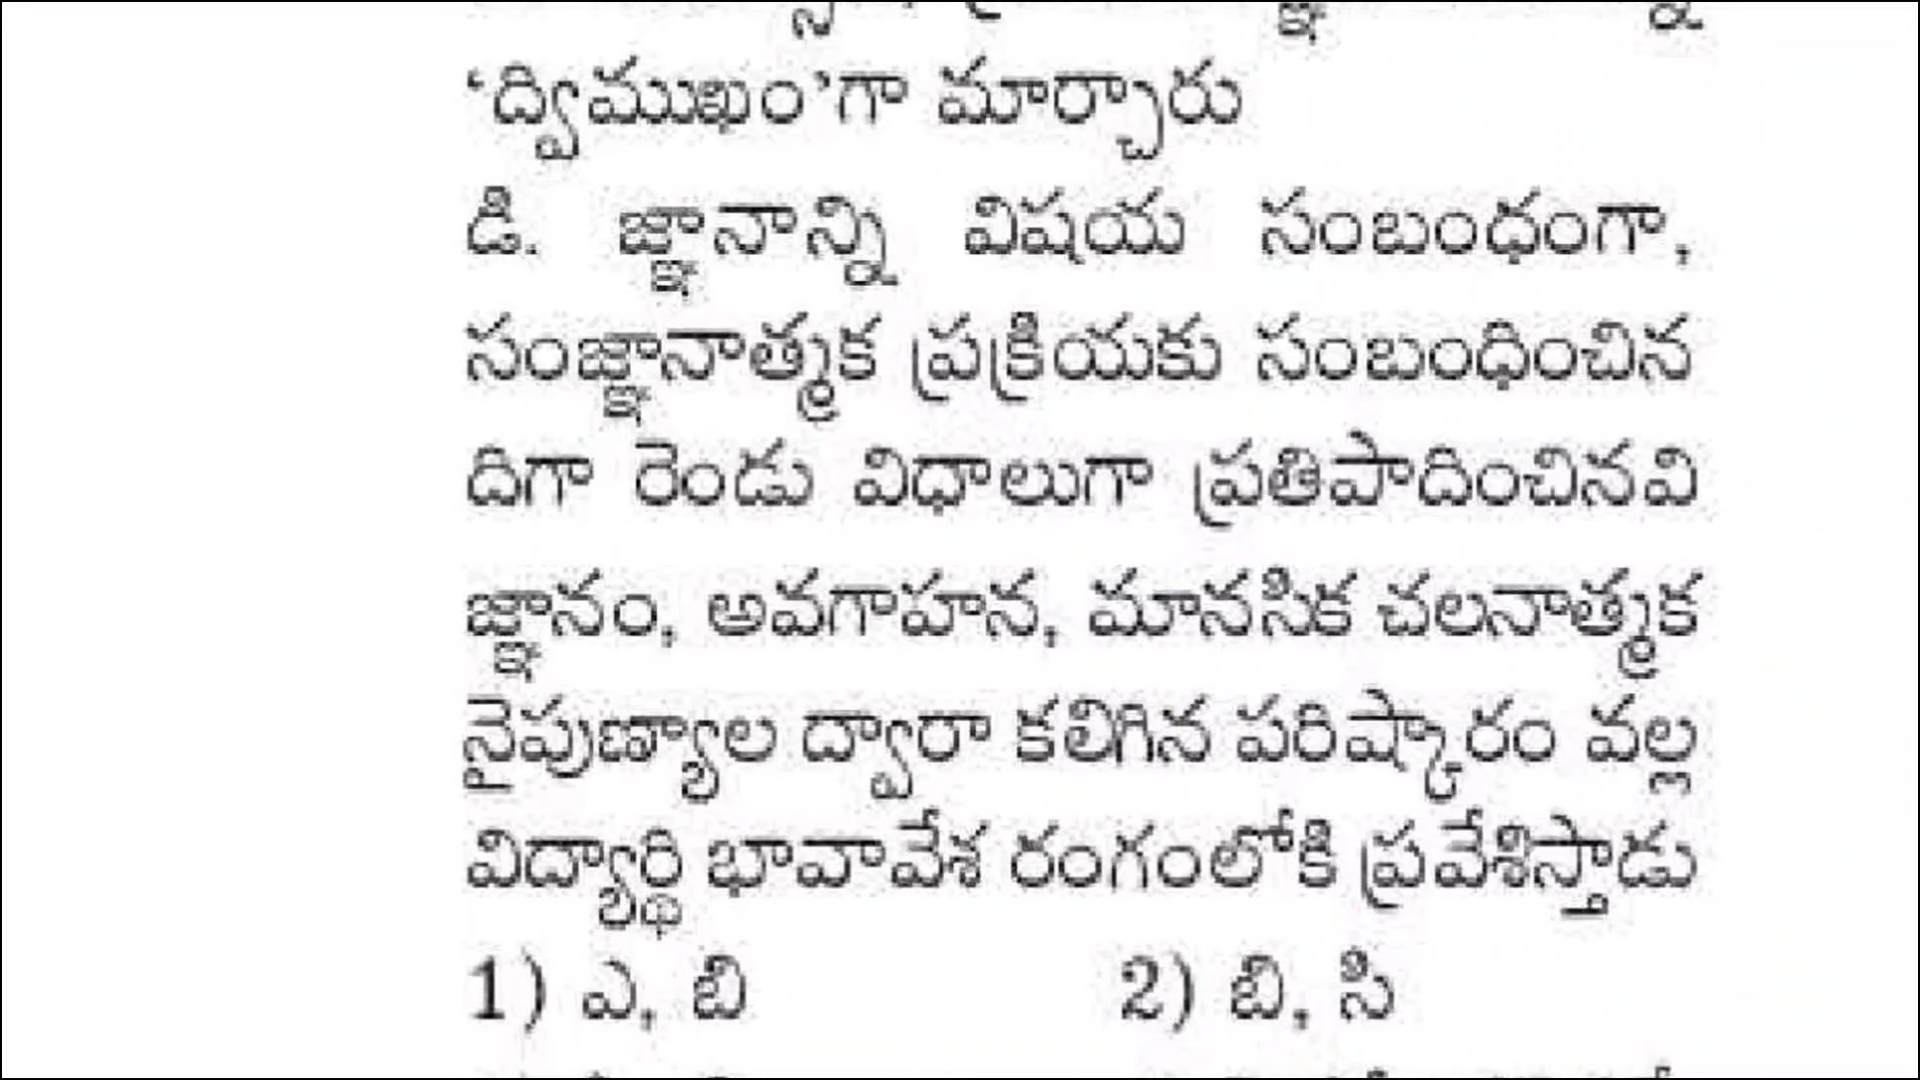 ‘ద్విముఖం’గా మార్చారు
డి. జ్ఞానాన్ని విషయ సంబంధంగా,
సంజ్ఞానాత్మక ప్రక్రియకు సంబంధించిన
దిగా రెండు విధాలుగా ప్రతిపాదించినవి
జ్ఞానం, అవగాహన, మానసిక చలనాత్మక
నైపుణ్యాల ద్వారా కలిగిన పరిష్కారం వల్ల
విద్యార్థి భావావేశ రంగంలోకి ప్రవేశిస్తాడు
1) ఎ, బి 2) బి, సి